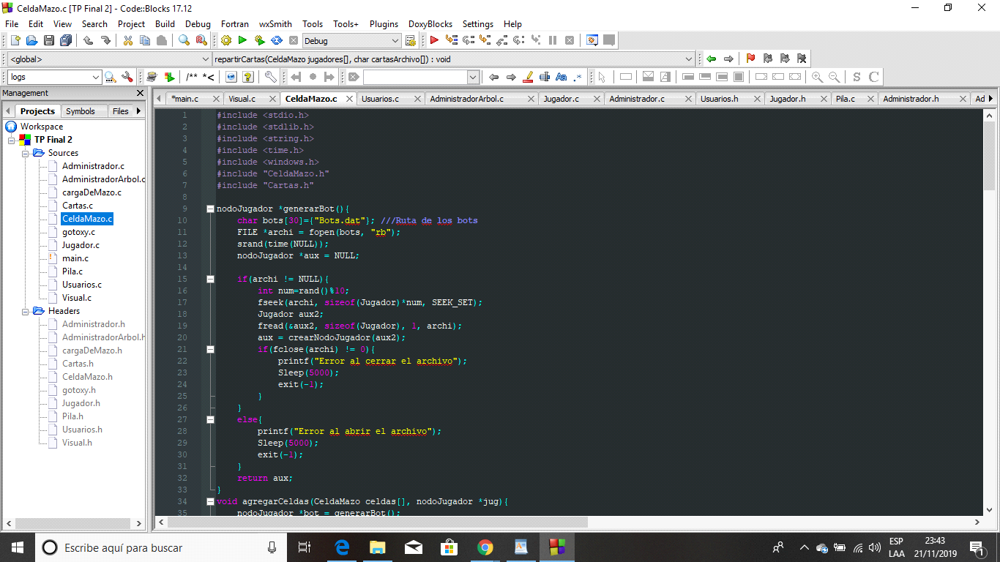 CeldaMazo.c [TP Final 2] - Code::Blocks 17.12
File Edit View Search Project Build Debug Fortran wxSmith Tools Tools+ Plugins DoxyBlocks Settings Help
Debug
<global> repartirCartas(CeldaMazo jugadores[], char cartasArchivo[]) : void
logs /** *< Aa .* S C
Management
Projects Symbols Files
*main.c Visual.c CeldaMazo.c Usuarios.c AdministradorArbol.c Jugador.c Administrador.c Usuarios.h Jugador.h Pila.c Administrador.h Ad
Workspace
TP Final 2
Sources
Administrador.c
AdministradorArbol.c
cargaDeMazo.c
Cartas.c
CeldaMazo.c
gotoxy.c
Jugador.c
main.c
Pila.c
Usuarios.c
Visual.c
Headers
Administrador.h
AdministradorArbol.h
cargaDeMazo.h
Cartas.h
CeldaMazo.h
gotoxy.h
Jugador.h
Pila.h
Usuarios.h
Visual.h
1 #include <stdio.h>
2 #include <stdlib.h>
3 #include <string.h>
4 #include <time.h>
5 #include <windows.h>
6 #include "CeldaMazo.h"
7 #include "Cartas.h"
8
9 nodoJugador *generarBot(){
10 char bots[30]={"Bots.dat"}; ///Ruta de los bots
11 FILE *archi = fopen(bots, "rb");
12 srand(time(NULL));
13 nodoJugador *aux = NULL;
14
15 if(archi != NULL){
16 int num=rand()%10;
17 fseek(archi, sizeof(Jugador)*num, SEEK_SET);
18 Jugador aux2;
19 fread(&aux2, sizeof(Jugador), 1, archi);
20 aux = crearNodoJugador(aux2);
21 if(fclose(archi) != 0){
22 printf("Error al cerrar el archivo");
23 Sleep(5000);
24 exit(-1);
25 }
26 }
27 else{
28 printf("Error al abrir el archivo");
29 Sleep(5000);
30 exit(-1);
31 }
32 return aux;
33 }
34 void agregarCeldas(CeldaMazo celdas[], nodoJugador *jug){
35 nodoJugador *bot = generarBot();
Escribe aquí para buscar
ESP
LAA
23:43
21/11/2019
1